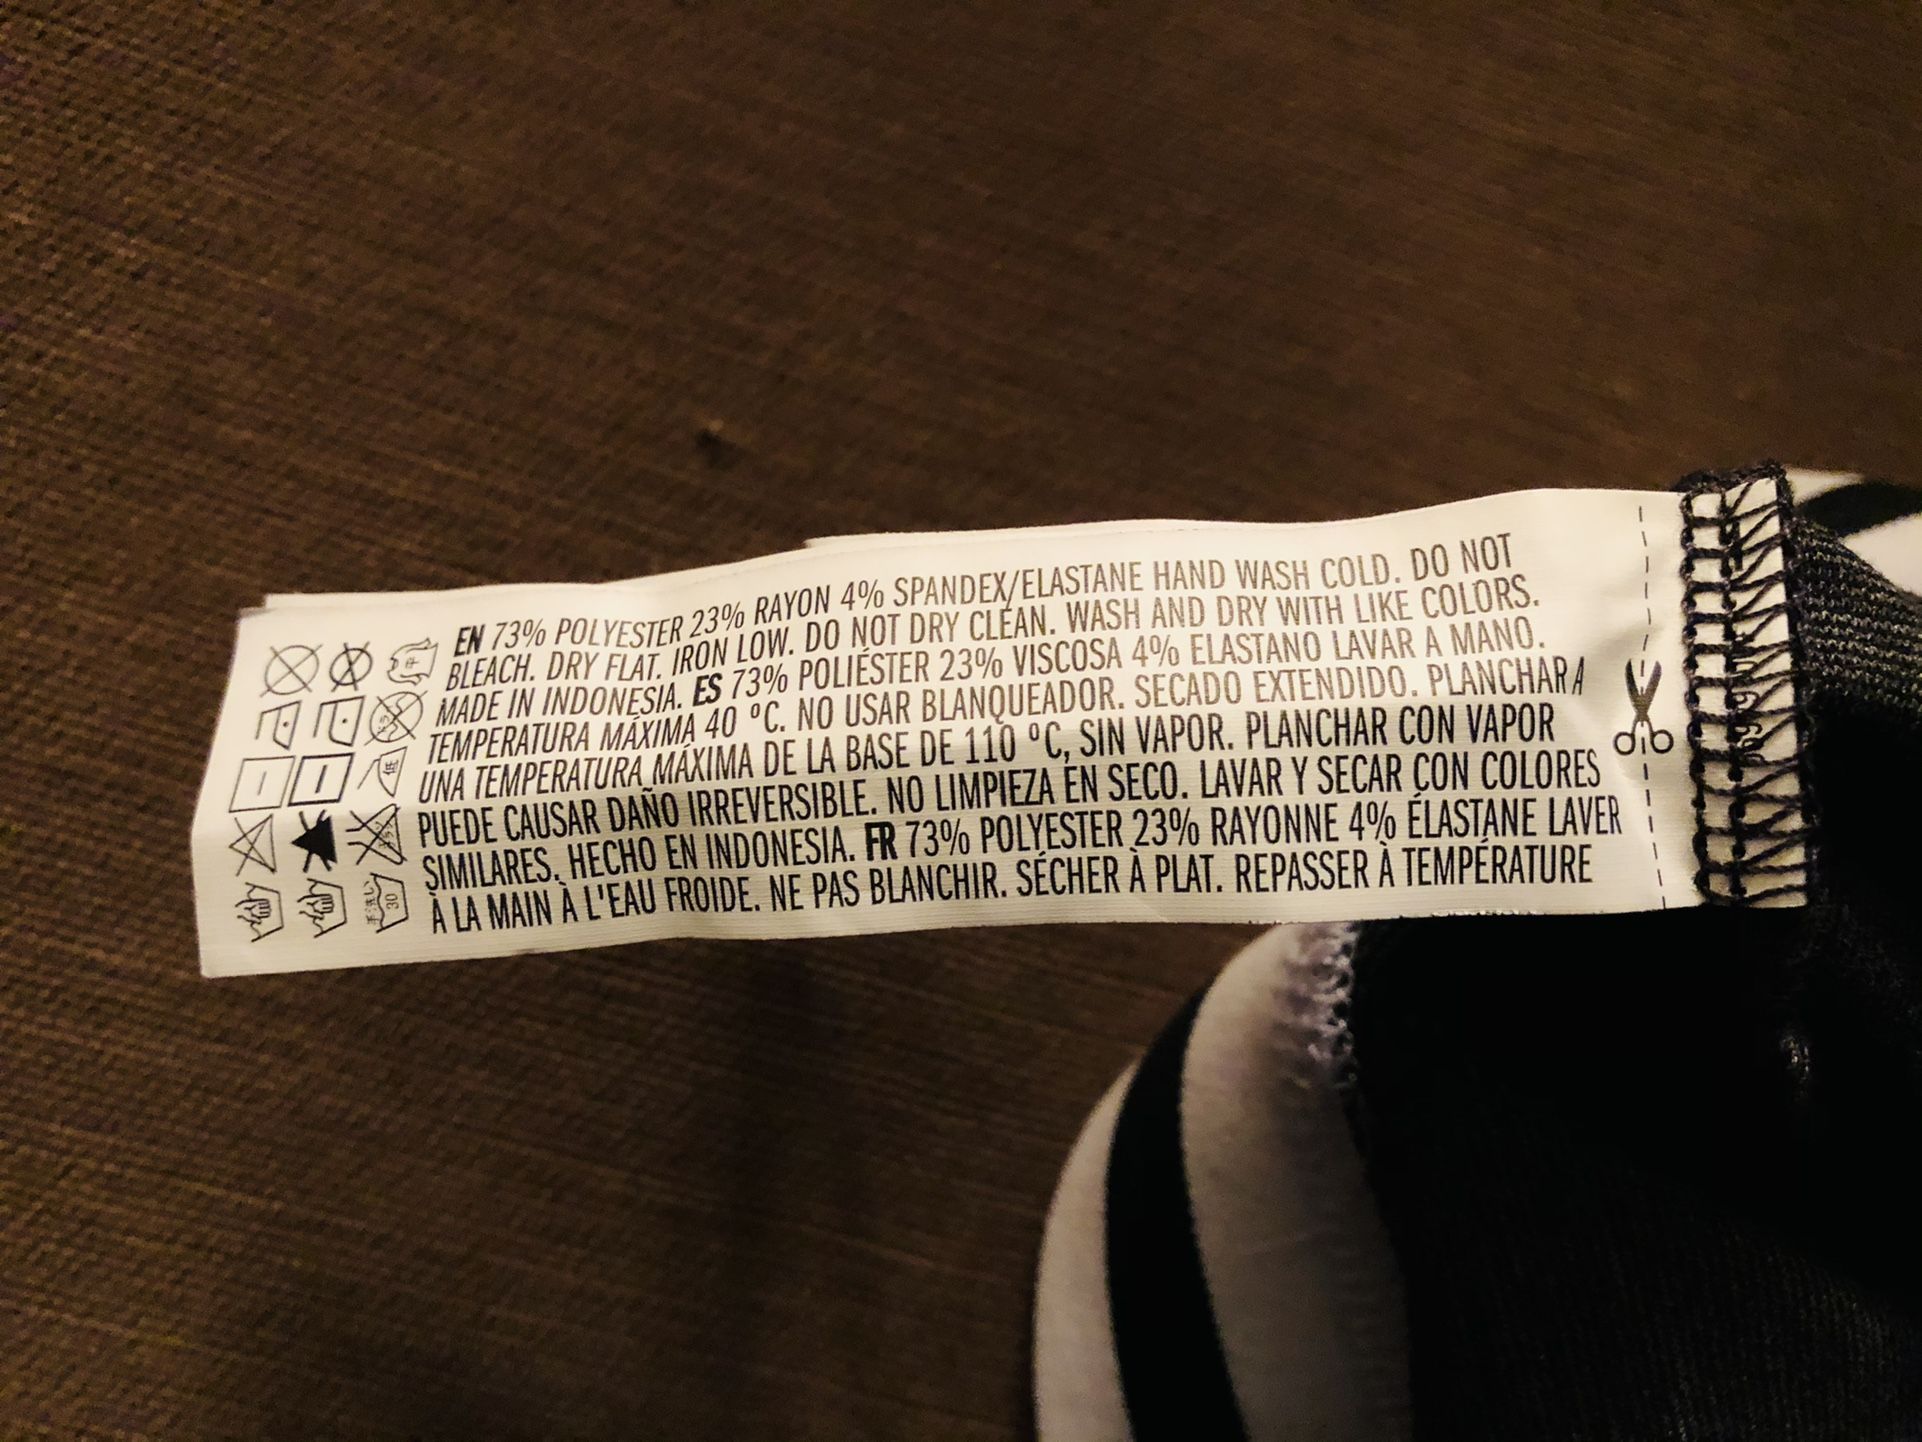 EN 73% POLYESTER 23% RAYON 4% SPANDEX/ELASTANE HAND WASH COLD. DO NOT
BLEACH. DRY FLAT. IRON LOW. DO NOT DRY CLEAN. WASH AND DRY WITH LIKE COLORS.
MADE IN INDONESIA. ES 73% POLIÉSTER 23% VISCOSA 4% ELASTANO LAVAR A MANO.
TEMPERATURA MÁXIMA 40 °C. NO USAR BLANQUEADOR. SECADO EXTENDIDO. PLANCHAR A
UNA TEMPERATURA MÁXIMA DE LA BASE DE 110 °C, SIN VAPOR. PLANCHAR CON VAPOR
PUEDE CAUSAR DAÑO IRREVERSIBLE. NO LIMPIEZA EN SECO. LAVAR Y SECAR CON COLORES
SIMILARES. HECHO EN INDONESIA. FR 73% POLYESTER 23% RAYONNE 4% ÉLASTANE LAVER
À LA MAIN À L'EAU FROIDE. NE PAS BLANCHIR. SÉCHER À PLAT. REPASSER À TEMPÉRATURE
低
30